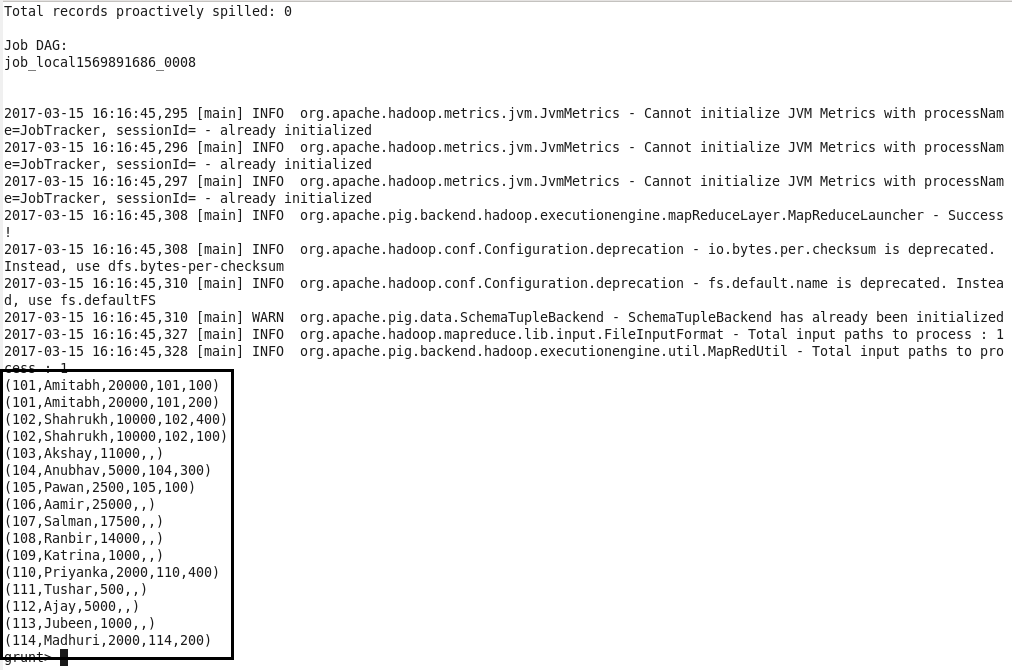 Total records proactively spilled: 0
Job DAG:
job_local1569891686_0008
2017-03-15 16:16:45,295 [main] INFO  org.apache.hadoop.metrics.jvm.JvmMetrics - Cannot initialize JVM Metrics with processNam
e=JobTracker, sessionId= - already initialized
2017-03-15 16:16:45,296 [main] INFO  org.apache.hadoop.metrics.jvm.JvmMetrics - Cannot initialize JVM Metrics with processNam
e=JobTracker, sessionId= - already initialized
2017-03-15 16:16:45,297 [main] INFO  org.apache.hadoop.metrics.jvm.JvmMetrics - Cannot initialize JVM Metrics with processNam
e=JobTracker, sessionId= - already initialized
2017-03-15 16:16:45,308 [main] INFO  org.apache.pig.backend.hadoop.executionengine.mapReduceLayer.MapReduceLauncher - Success
!
2017-03-15 16:16:45,308 [main] INFO  org.apache.hadoop.conf.Configuration.deprecation - io.bytes.per.checksum is deprecated.
Instead, use dfs.bytes-per-checksum
2017-03-15 16:16:45,310 [main] INFO  org.apache.hadoop.conf.Configuration.deprecation - fs.default.name is deprecated. Instea
d, use fs.defaultFS
2017-03-15 16:16:45,310 [main] WARN  org.apache.pig.data.SchemaTupleBackend - SchemaTupleBackend has already been initialized
2017-03-15 16:16:45,327 [main] INFO  org.apache.hadoop.mapreduce.lib.input.FileInputFormat - Total input paths to process : 1
2017-03-15 16:16:45,328 [main] INFO  org.apache.pig.backend.hadoop.executionengine.util.MapRedUtil - Total input paths to pro
cess : 1
(101,Amitabh,20000,101,100)
(101,Amitabh,20000,101,200)
(102,Shahrukh,10000,102,400)
(102,Shahrukh,10000,102,100)
(103,Akshay,11000,,)
(104,Anubhav,5000,104,300)
(105,Pawan,2500,105,100)
(106,Aamir,25000,,)
(107,Salman,17500,,)
(108,Ranbir,14000,,)
(109,Katrina,1000,,)
(110,Priyanka,2000,110,400)
(111,Tushar,500,,)
(112,Ajay,5000,,)
(113,Jubeen,1000,,)
(114,Madhuri,2000,114,200)
grunt>